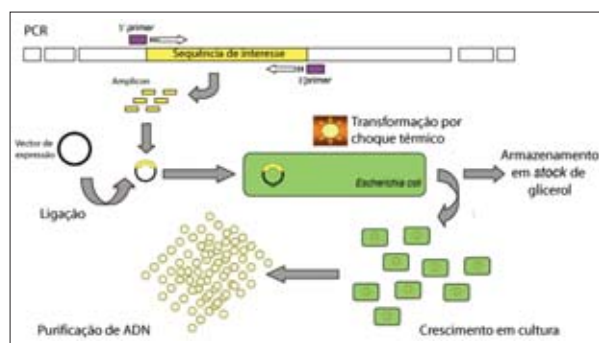 PCR
5' primer
Sequência de interesse
3' primer
Amplicon
Vector de
expressão
Transformação por
choque térmico
Ligação
Escherichia coli
Armazenamento
em stock de
glicerol
Purificação de ADN
Crescimento em cultura